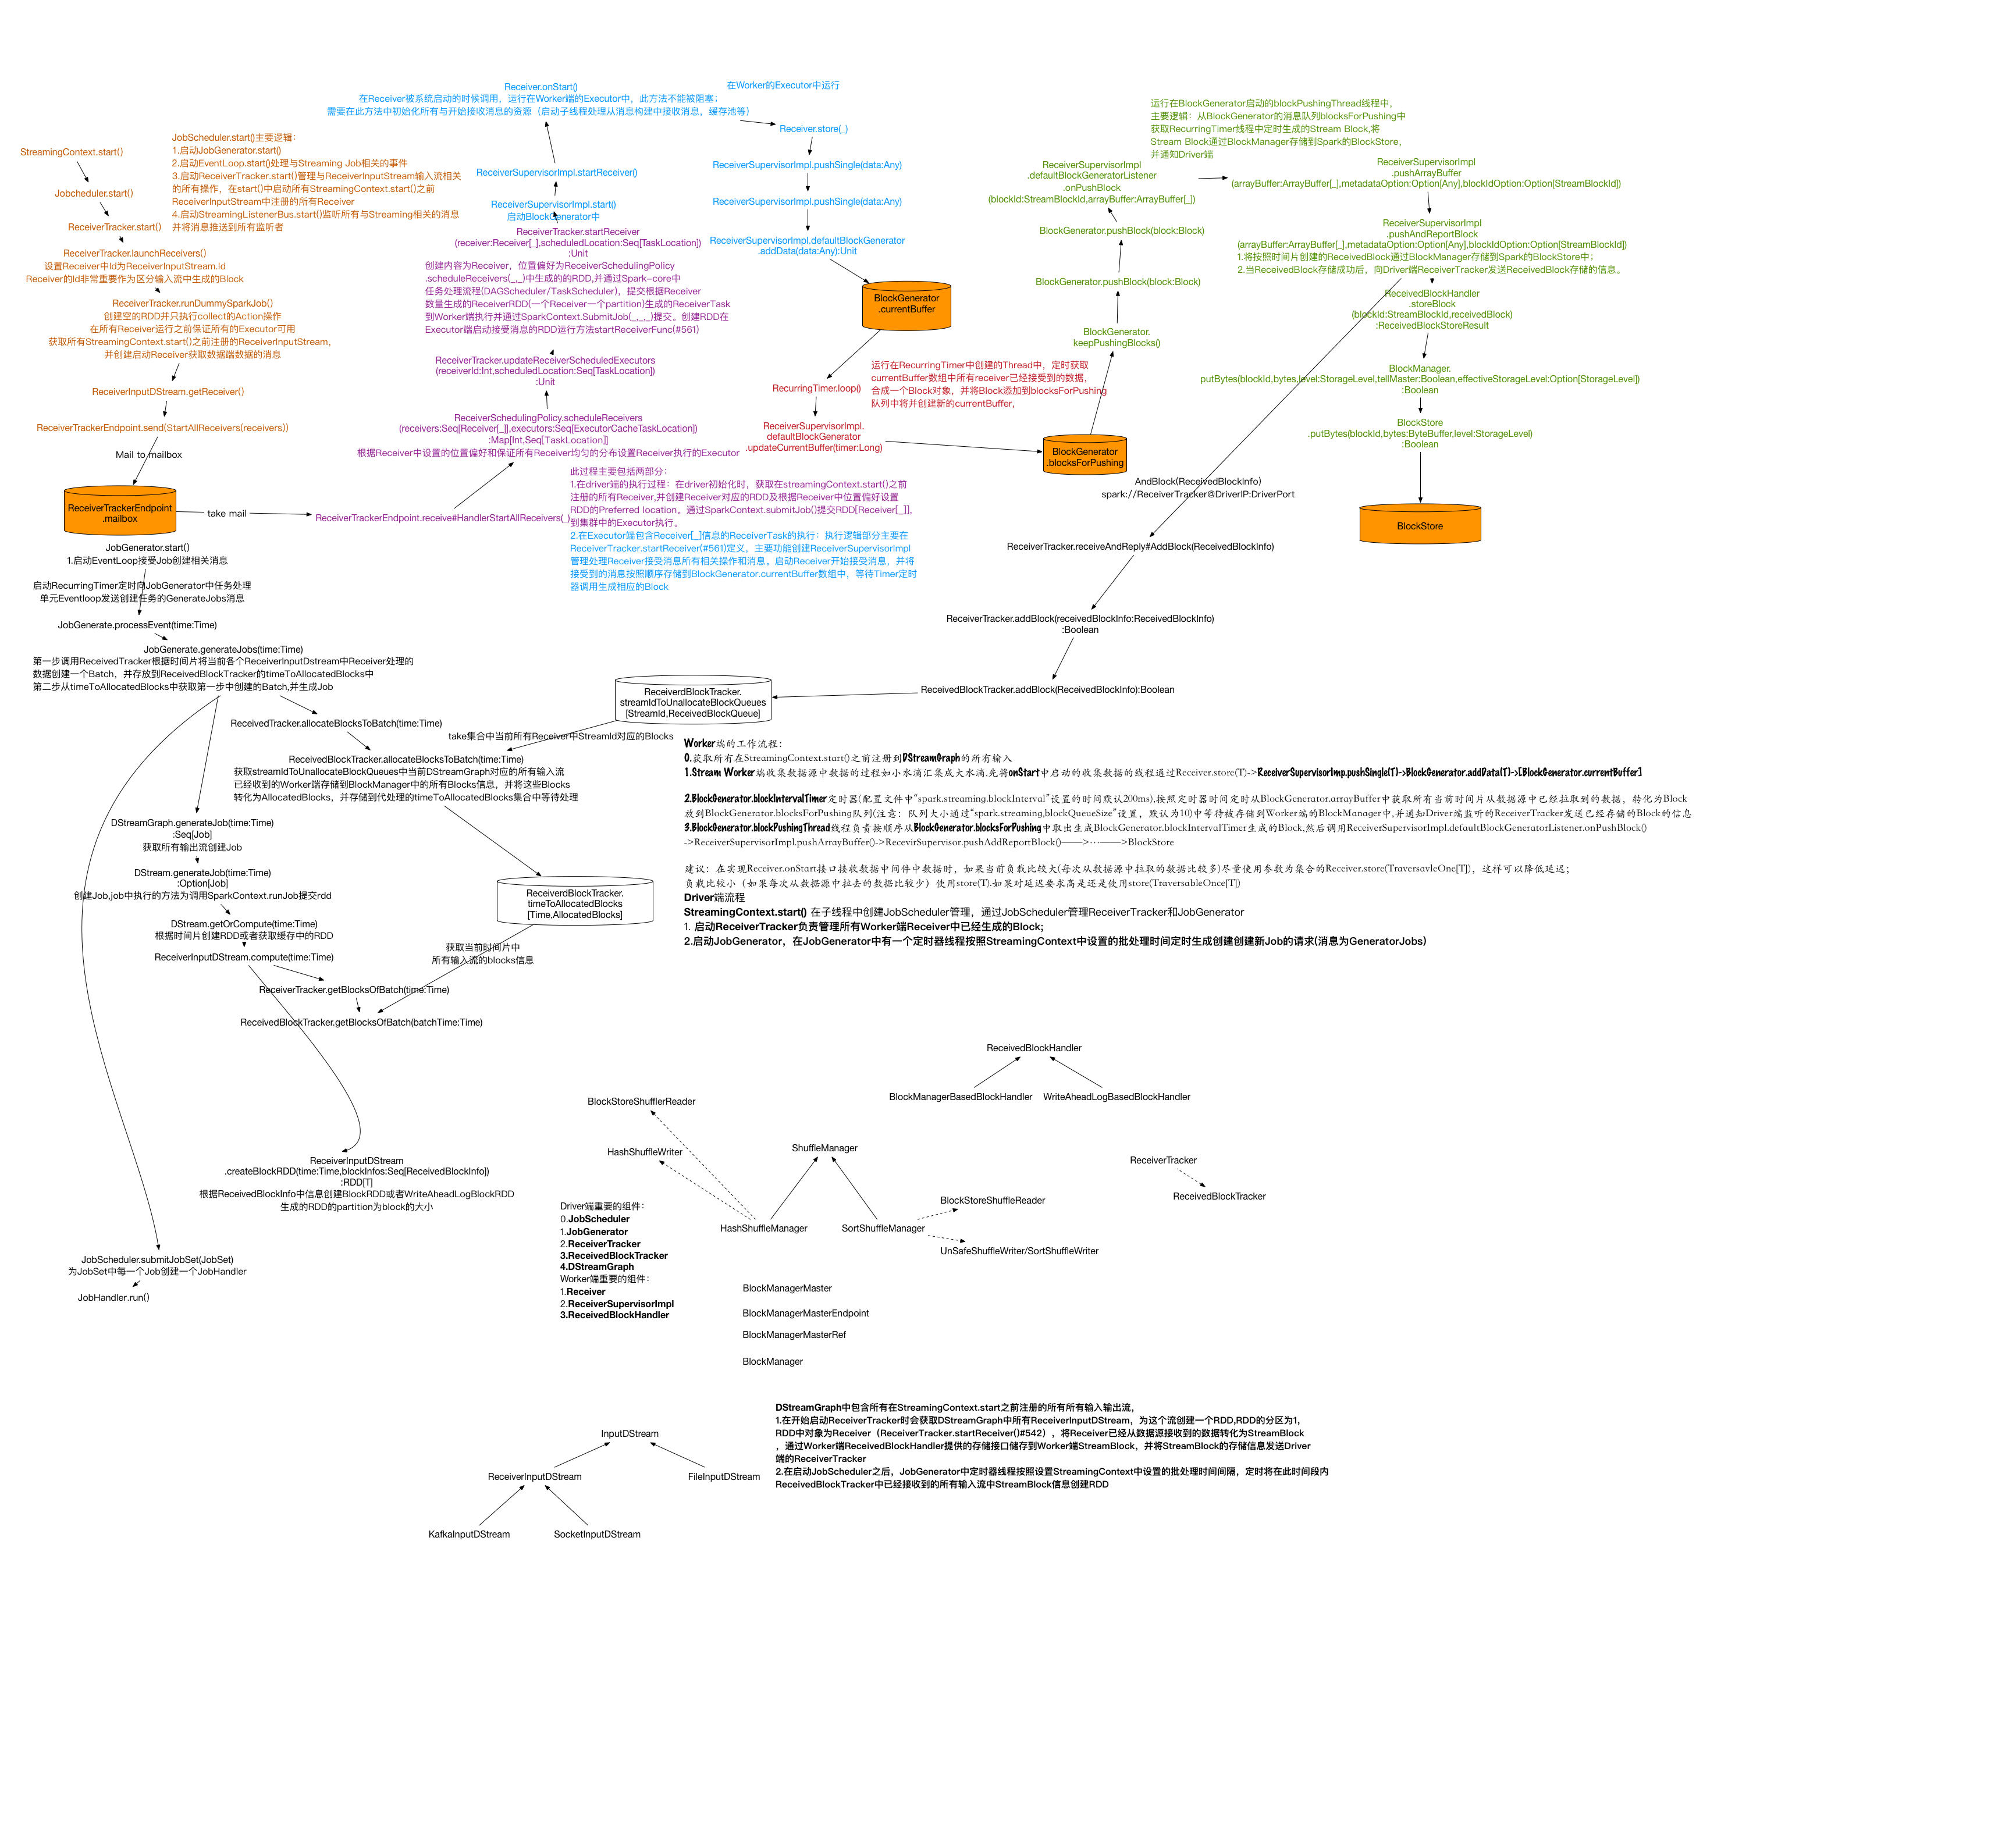 StreamingContext.start()
Jobcheduler.start()
ReceiverTracker.start()
JobScheduler.start()主要逻辑：
1.启动JobGenerator.start()
2.启动EventLoop.start()处理与Streaming Job相关的事件
3.启动ReceiverTracker.start()管理与ReceiverInputStream输入流相关
的所有操作，在start()中启动所有StreamingContext.start()之前
ReceiverInputStream中注册的所有Receiver
4.启动StreamingListenerBus.start()监听所有与Streaming相关的消息
并将消息推送到所有监听者
ReceiverTracker.launchReceivers()
设置Receiver中Id为ReceiverInputStream.Id
Receiver的Id非常重要作为区分输入流中生成的Block
ReceiverTracker.runDummySparkJob()
创建空的RDD并只执行collect的Action操作
在所有Receiver运行之前保证所有的Executor可用
获取所有StreamingContext.start()之前注册的ReceiverInputStream,
并创建启动Receiver获取数据端数据的消息
ReceiverInputDStream.getReceiver()
ReceiverTrackerEndpoint.send(StartAllReceivers(receivers))
Mail to mailbox
ReceiverTrackerEndpoint
.mailbox
take mail
ReceiverTrackerEndpoint.receive#HandlerStartAllReceivers(_)
ReceiverSchedulingPolicy.scheduleReceivers
(receivers:Seq[Receiver[_]],executors:Seq[ExecutorCacheTaskLocation])
:Map[Int,Seq[TaskLocation]]
根据Receiver中设置的位置偏好和保证所有Receiver均匀的分布设置Receiver执行的Executor
ReceiverTracker.updateReceiverScheduledExecutors
(receiverId:Int,scheduledLocation:Seq[TaskLocation])
:Unit
ReceiverTracker.startReceiver
(receiver:Receiver[_],scheduledLocation:Seq[TaskLocation])
:Unit
创建内容为Receiver，位置偏好为ReceiverSchedulingPolicy
.scheduleReceivers(_,_)中生成的的RDD,并通过Spark-core中
任务处理流程(DAGScheduler/TaskScheduler)，提交根据Receiver
数量生成的ReceiverRDD(一个Receiver一个partition)生成的ReceiverTask
到Worker端执行并通过SparkContext.SubmitJob(_,_,_)提交。创建RDD在
Executor端启动接受消息的RDD运行方法startReceiverFunc(#561)
ReceiverSupervisorImpl.start()
启动BlockGenerator中
ReceiverSupervisorImpl.startReceiver()
Receiver.onStart()
在Receiver被系统启动的时候调用，运行在Worker端的Executor中，此方法不能被阻塞；
需要在此方法中初始化所有与开始接收消息的资源（启动子线程处理从消息构建中接收消息，缓存池等）
在Worker的Executor中运行
Receiver.store(_)
ReceiverSupervisorImpl.pushSingle(data:Any)
ReceiverSupervisorImpl.pushSingle(data:Any)
ReceiverSupervisorImpl.defaultBlockGenerator
.addData(data:Any):Unit
BlockGenerator
.currentBuffer
RecurringTimer.loop()
运行在RecurringTimer中创建的Thread中，定时获取
currentBuffer数组中所有receiver已经接受到的数据，
合成一个Block对象，并将Block添加到blocksForPushing
队列中将并创建新的currentBuffer，
ReceiverSupervisorImpl.
defaultBlockGenerator
.updateCurrentBuffer(timer:Long)
BlockGenerator
.blocksForPushing
BlockGenerator.
keepPushingBlocks()
BlockGenerator.pushBlock(block:Block)
BlockGenerator.pushBlock(block:Block)
ReceiverSupervisorImpl
.defaultBlockGeneratorListener
.onPushBlock
(blockId:StreamBlockId,arrayBuffer:ArrayBuffer[_])
运行在BlockGenerator启动的blockPushingThread线程中，
主要逻辑：从BlockGenerator的消息队列blocksForPushing中
获取RecurringTimer线程中定时生成的Stream Block,将
Stream Block通过BlockManager存储到Spark的BlockStore,
并通知Driver端
ReceiverSupervisorImpl
.pushArrayBuffer
(arrayBuffer:ArrayBuffer[_],metadataOption:Option[Any],blockIdOption:Option[StreamBlockId])
ReceiverSupervisorImpl
.pushAndReportBlock
(arrayBuffer:ArrayBuffer[_],metadataOption:Option[Any],blockIdOption:Option[StreamBlockId])
1.将按照时间片创建的ReceivedBlock通过BlockManager存储到Spark的BlockStore中；
2.当ReceivedBlock存储成功后，向Driver端ReceiverTracker发送ReceivedBlock存储的信息。
ReceivedBlockHandler
.storeBlock
(blockId:StreamBlockId,receivedBlock)
:ReceivedBlockStoreResult
BlockManager.
putBytes(blockId,bytes,level:StorageLevel,tellMaster:Boolean,effectiveStorageLevel:Option[StorageLevel])
:Boolean
BlockStore
.putBytes(blockId,bytes:ByteBuffer,level:StorageLevel)
:Boolean
BlockStore
AndBlock(ReceivedBlockInfo)
spark://ReceiverTracker@DriverIP:DriverPort
ReceiverTracker.receiveAndReply#AddBlock(ReceivedBlockInfo)
ReceiverTracker.addBlock(receivedBlockInfo:ReceivedBlockInfo)
:Boolean
ReceivedBlockTracker.addBlock(ReceivedBlockInfo):Boolean
此过程主要包括两部分：
1.在driver端的执行过程：在driver初始化时，获取在streamingContext.start()之前
注册的所有Receiver,并创建Receiver对应的RDD及根据Receiver中位置偏好设置
RDD的Preferred location。通过SparkContext.submitJob()提交RDD[Receiver[_]],
到集群中的Executor执行。
2.在Executor端包含Receiver[_]信息的ReceiverTask的执行：执行逻辑部分主要在
ReceiverTracker.startReceiver(#561)定义，主要功能创建ReceiverSupervisorImpl
管理处理Receiver接受消息所有相关操作和消息。启动Receiver开始接受消息，并将
接受到的消息按照顺序存储到BlockGenerator.currentBuffer数组中，等待Timer定时
器调用生成相应的Block
JobGenerator.start()
1.启动EventLoop接受Job创建相关消息
启动RecurringTimer定时向JobGenerator中任务处理
单元Eventloop发送创建任务的GenerateJobs消息
JobGenerate.processEvent(time:Time)
JobGenerate.generateJobs(time:Time)
第一步调用ReceivedTracker根据时间片将当前各个ReceiverInputDstream中Receiver处理的
数据创建一个Batch，并存放到ReceivedBlockTracker的timeToAllocatedBlocks中
第二步从timeToAllocatedBlocks中获取第一步中创建的Batch,并生成Job
ReceivedTracker.allocateBlocksToBatch(time:Time)
ReceiverdBlockTracker.
streamIdToUnallocateBlockQueues
[StreamId,ReceivedBlockQueue]
take集合中当前所有Receiver中StreamId对应的Blocks
ReceivedBlockTracker.allocateBlocksToBatch(time:Time)
获取streamIdToUnallocateBlockQueues中当前DStreamGraph对应的所有输入流
已经收到的Worker端存储到BlockManager中的所有Blocks信息，并将这些Blocks
转化为AllocatedBlocks，并存储到代处理的timeToAllocatedBlocks集合中等待处理
DStreamGraph.generateJob(time:Time)
:Seq[Job]
获取所有输出流创建Job
DStream.generateJob(time:Time)
:Option[Job]
创建Job,job中执行的方法为调用SparkContext.runJob提交rdd
DStream.getOrCompute(time:Time)
根据时间片创建RDD或者获取缓存中的RDD
ReceiverInputDStream.compute(time:Time)
ReceiverdBlockTracker.
timeToAllocatedBlocks
[Time,AllocatedBlocks]
获取当前时间片中
所有输入流的blocks信息
ReceiverTracker.getBlocksOfBatch(time:Time)
ReceivedBlockTracker.getBlocksOfBatch(batchTime:Time)
ReceiverInputDStream
.createBlockRDD(time:Time,blockInfos:Seq[ReceivedBlockInfo])
:RDD[T]
根据ReceivedBlockInfo中信息创建BlockRDD或者WriteAheadLogBlockRDD
生成的RDD的partition为block的大小
JobScheduler.submitJobSet(JobSet)
为JobSet中每一个Job创建一个JobHandler
JobHandler.run()
Worker端的工作流程：
0.获取所有在StreamingContext.start()之前注册到DStreamGraph的所有输入
1.Stream Worker端收集数据源中数据的过程如小水滴汇集成大水滴,先将onStart中启动的收集数据的线程通过Receiver.store(T)->ReceiverSupervisorImp.pushSingle(T)->BlockGenerator.addData(T)->[BlockGenerator.currentBuffer]
2.BlockGenerator.blockIntervalTimer定时器(配置文件中“spark.streaming.blockInterval”设置的时间默认200ms),按照定时器时间定时从BlockGenerator.arrayBuffer中获取所有当前时间片从数据源中已经拉取到的数据，转化为Block
放到BlockGenerator.blocksForPushing队列(注意：队列大小通过“spark.streaming,blockQueueSize”设置，默认为10)中等待被存储到Worker端的BlockManager中,并通知Driver端监听的ReceiverTracker发送已经存储的Block的信息
3.BlockGenerator.blockPushingThread线程负责按顺序从BlockGenerator.blocksForPushing中取出生成BlockGenerator.blockIntervalTimer生成的Block,然后调用ReceiverSupervisorImpl.defaultBlockGeneratorListener.onPushBlock()
->ReceiverSupervisorImpl.pushArrayBuffer()->RecevirSupervisor.pushAddReportBlock()——>…——>BlockStore
建议：在实现Receiver.onStart接口接收数据中间件中数据时，如果当前负载比较大(每次从数据源中拉取的数据比较多)尽量使用参数为集合的Receiver.store(TraversavleOne[T])，这样可以降低延迟；
负载比较小（如果每次从数据源中拉去的数据比较少）使用store(T).如果对延迟要求高是还是使用store(TraversableOnce[T])
Driver端流程
StreamingContext.start() 在子线程中创建JobScheduler管理，通过JobScheduler管理ReceiverTracker和JobGenerator
1. 启动ReceiverTracker负责管理所有Worker端Receiver中已经生成的Block;
2.启动JobGenerator，在JobGenerator中有一个定时器线程按照StreamingContext中设置的批处理时间定时生成创建创建新Job的请求(消息为GeneratorJobs)
ReceivedBlockHandler
BlockManagerBasedBlockHandler
WriteAheadLogBasedBlockHandler
BlockStoreShufflerReader
HashShuffleWriter
ShuffleManager
HashShuffleManager
SortShuffleManager
BlockStoreShuffleReader
UnSafeShuffleWriter/SortShuffleWriter
ReceiverTracker
ReceivedBlockTracker
Driver端重要的组件：
0.JobScheduler
1.JobGenerator
2.ReceiverTracker
3.ReceivedBlockTracker
4.DStreamGraph
Worker端重要的组件：
1.Receiver
2.ReceiverSupervisorImpl
3.ReceivedBlockHandler
BlockManagerMaster
BlockManagerMasterEndpoint
BlockManagerMasterRef
BlockManager
InputDStream
ReceiverInputDStream
FileInputDStream
KafkaInputDStream
SocketInputDStream
DStreamGraph中包含所有在StreamingContext.start之前注册的所有所有输入输出流，
1.在开始启动ReceiverTracker时会获取DStreamGraph中所有ReceiverInputDStream，为这个流创建一个RDD,RDD的分区为1，
RDD中对象为Receiver（ReceiverTracker.startReceiver()#542），将Receiver已经从数据源接收到的数据转化为StreamBlock
，通过Worker端ReceivedBlockHandler提供的存储接口储存到Worker端StreamBlock，并将StreamBlock的存储信息发送Driver
端的ReceiverTracker
2.在启动JobScheduler之后，JobGenerator中定时器线程按照设置StreamingContext中设置的批处理时间间隔，定时将在此时间段内
ReceivedBlockTracker中已经接收到的所有输入流中StreamBlock信息创建RDD